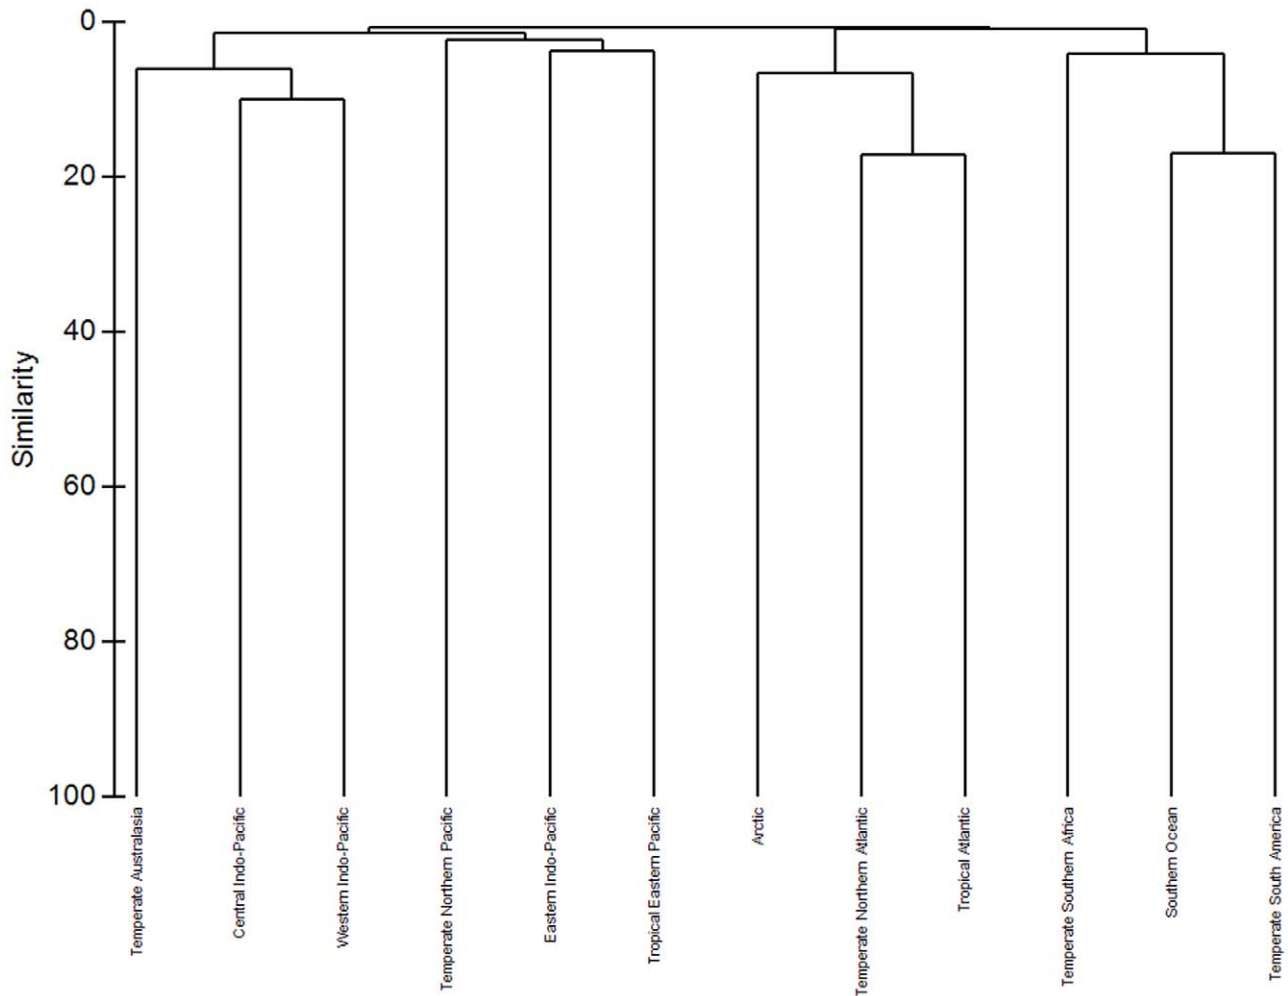 0
20
40
60
80
100
Similarity
Temperate Australasia
Central Indo-Pacific
Western Indo-Pacific
Temperate Northern Pacific
Eastern Indo-Pacific
Tropical Eastern Pacific
Arctic
Temperate Northern Atlantic
Tropical Atlantic
Temperate Southern Africa
Southern Ocean
Temperate South America